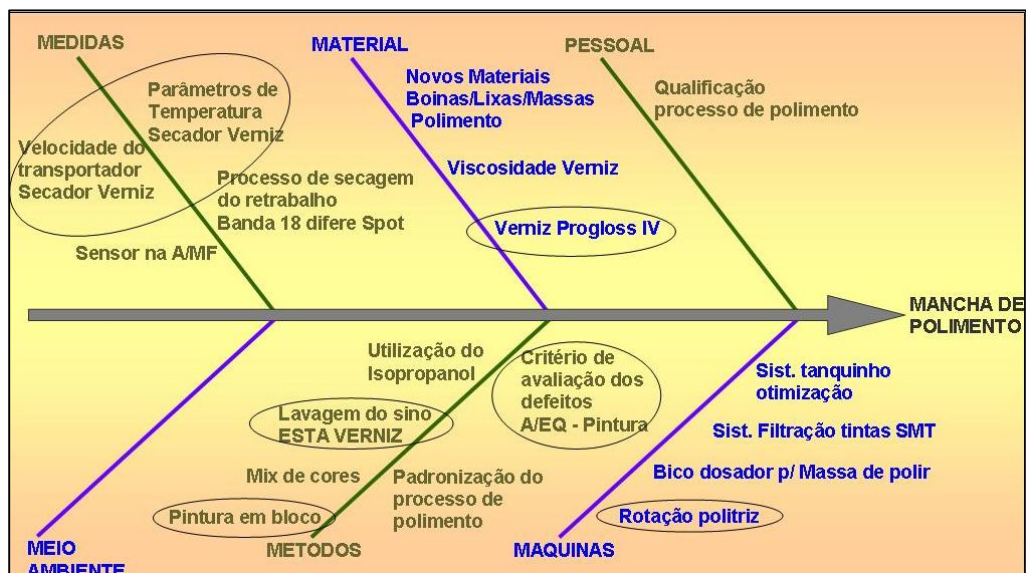 MEDIDAS
Parâmetros de
Temperatura
Secador Verniz
Velocidade do
transportador
Secador Verniz
Processo de secagem
do retrabalho
Banda 18 difere Spot
Sensor na A/MF
MATERIAL
Novos Materiais
Boinas/Lixas/Massas
Polimento
Viscosidade Verniz
Verniz Progloss IV
PESSOAL
Qualificação
processo de polimento
MANCHA DE
POLIMENTO
MEIO
AMBIENTE
Utilização do
Isopropanol
Lavagem do sino
ESTA VERNIZ
Mix de cores
Pintura em bloco
Critério de
avaliação dos
defeitos
A/EQ - Pintura
Padronização do
processo de
polimento
METODOS
Sist. tanquinho
otimização
Sist. Filtração tintas SMT
Bico dosador p/ Massa de polir
Rotação politriz
MAQUINAS